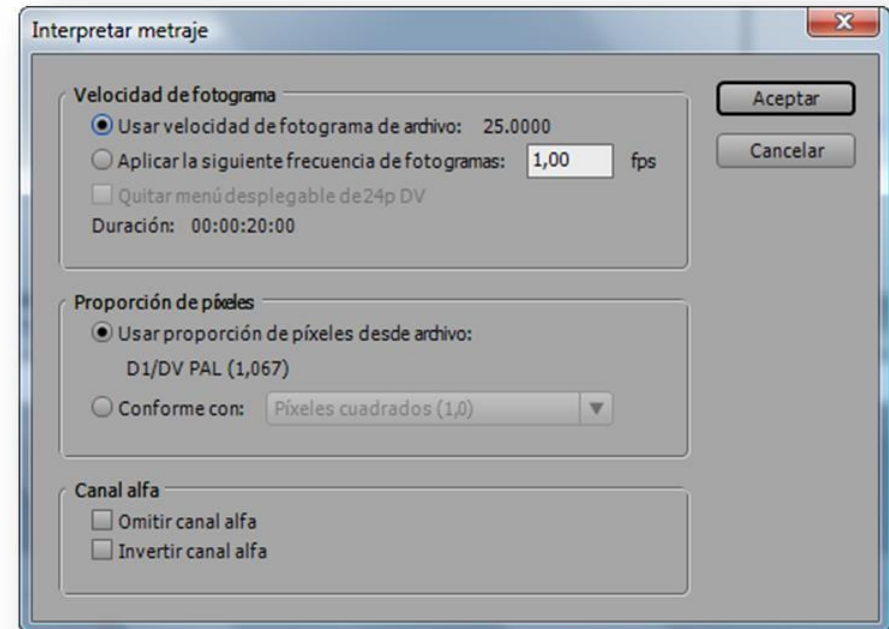 Interpretar metraje
Velocidad de fotograma
Usar velocidad de fotograma de archivo: 25.0000
Aplicar la siguiente frecuencia de fotogramas: 1,00 fps
Quitar menú desplegable de 24p DV
Duración: 00:00:20:00
Proporción de píxeles
Usar proporción de píxeles desde archivo:
D1/DV PAL (1,067)
Conforme con: Píxeles cuadrados (1,0)
Canal alfa
Omitir canal alfa
Invertir canal alfa
Aceptar
Cancelar